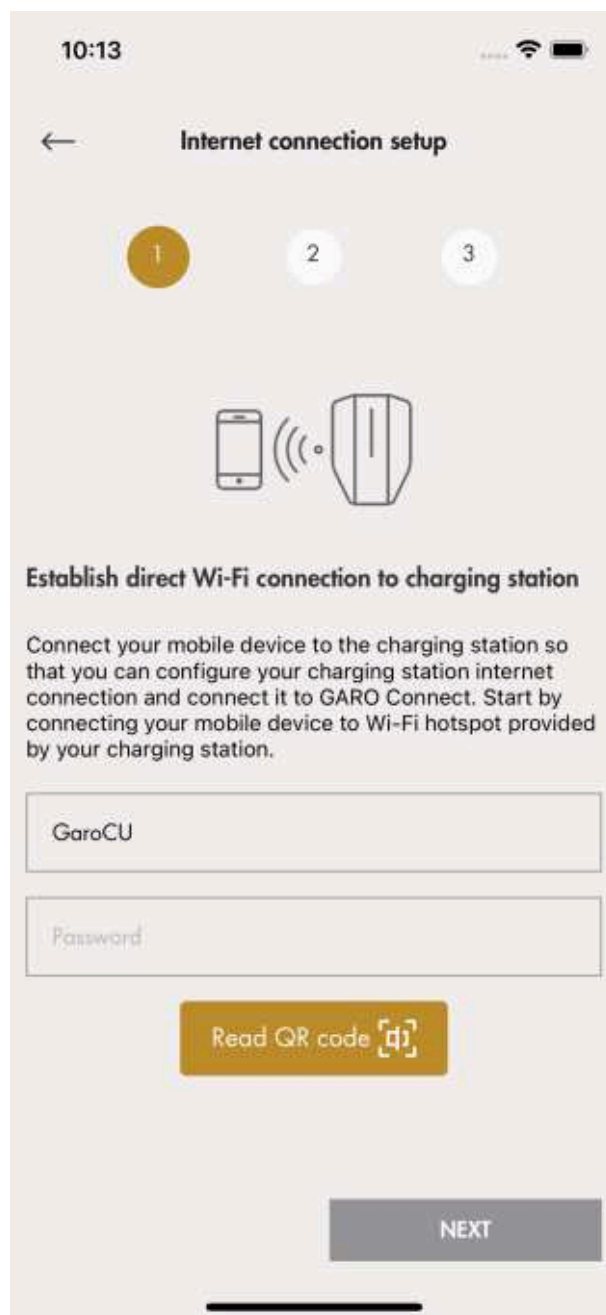 10:13
Internet connection setup
1
2
3
Establish direct Wi-Fi connection to charging station
Connect your mobile device to the charging station so
that you can configure your charging station internet
connection and connect it to GARO Connect. Start by
connecting your mobile device to Wi-Fi hotspot provided
by your charging station.
GaroCU
Password
Read QR code
NEXT